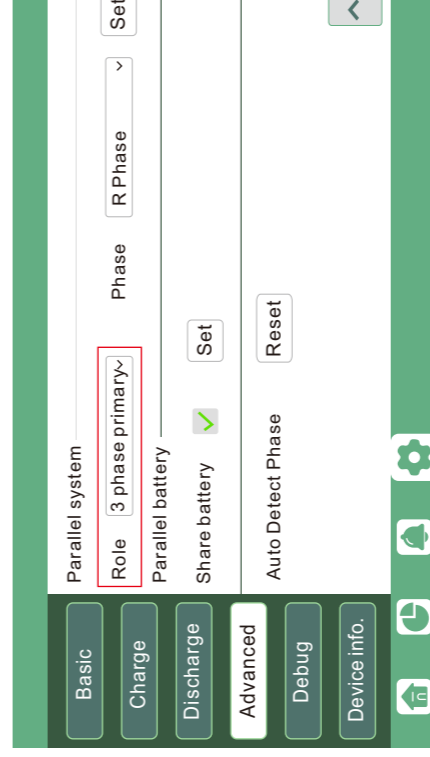 Basic
Charge
Discharge
Advanced
Debug
Device info.
Parallel system
Role 3 phase primary Phase R Phase Set
Parallel battery
Share battery Set
Auto Detect Phase Reset